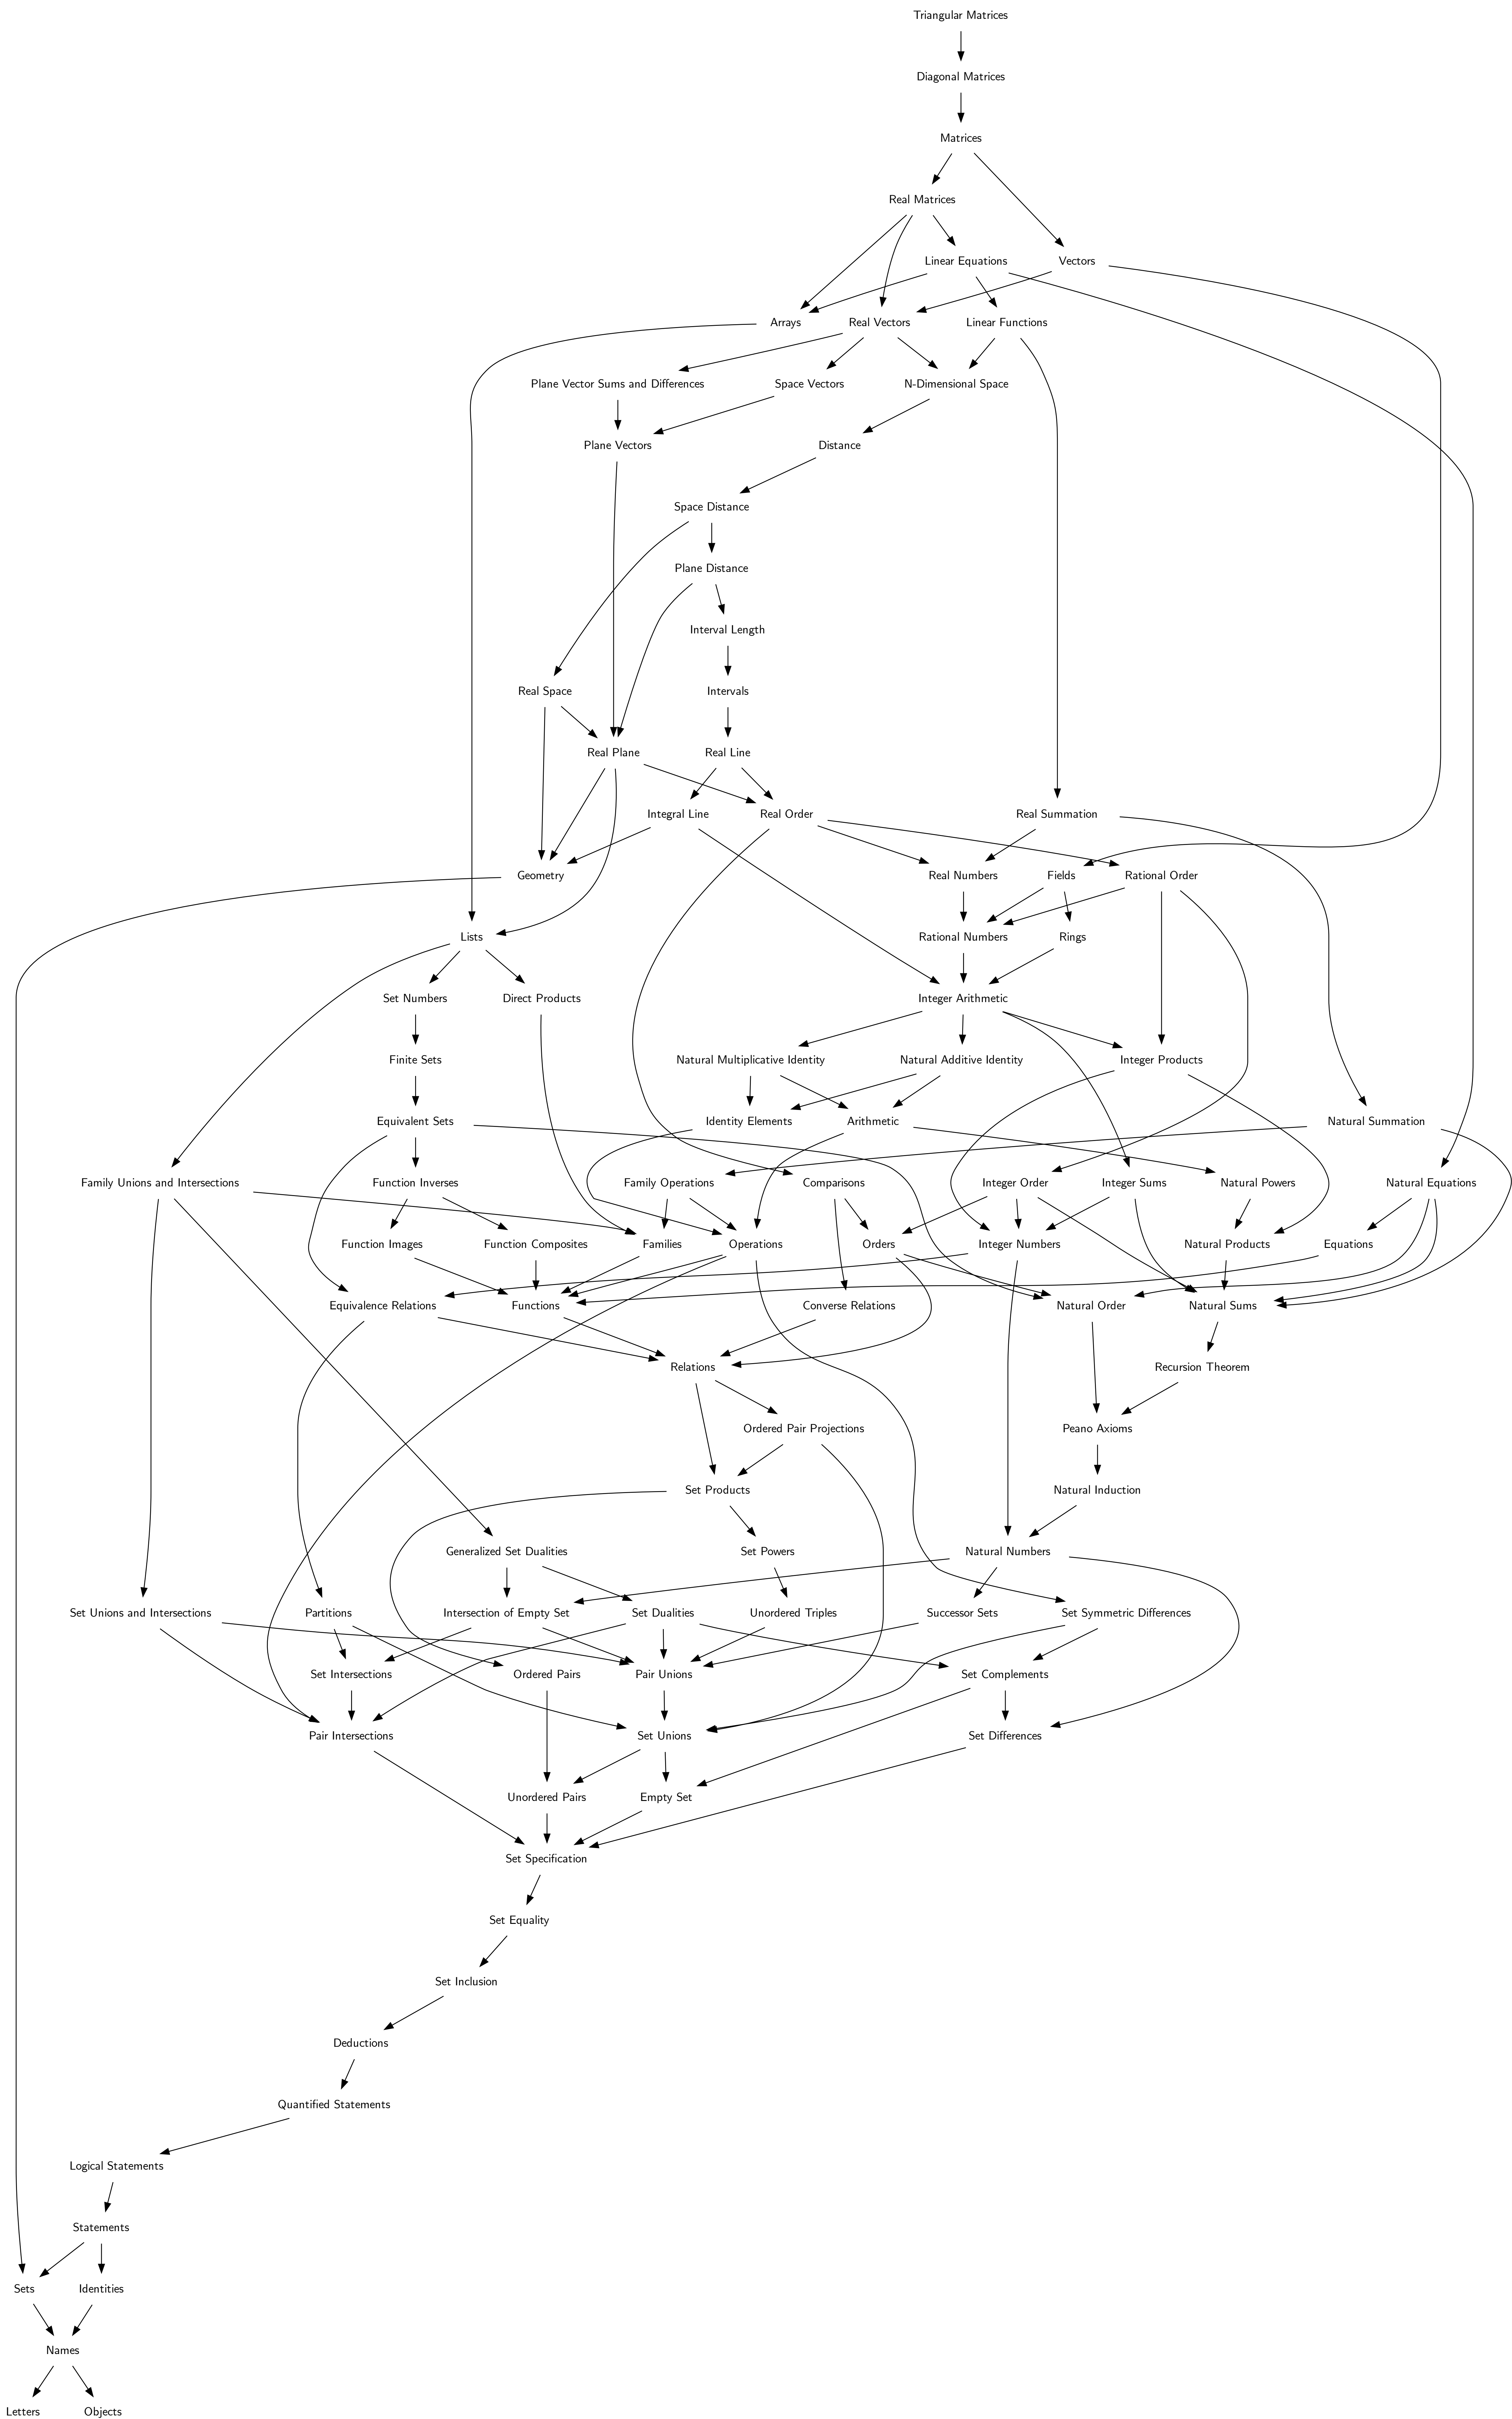 Triangular Matrices
Diagonal Matrices
Matrices
Real Matrices
Linear Equations
Vectors
Arrays
Real Vectors
Linear Functions
Plane Vector Sums and Differences
Space Vectors
N-Dimensional Space
Plane Vectors
Distance
Space Distance
Plane Distance
Interval Length
Real Space
Intervals
Real Plane
Real Line
Integral Line
Real Order
Real Summation
Geometry
Real Numbers
Fields
Rational Order
Lists
Rational Numbers
Rings
Set Numbers
Direct Products
Integer Arithmetic
Finite Sets
Natural Multiplicative Identity
Natural Additive Identity
Integer Products
Equivalent Sets
Identity Elements
Arithmetic
Natural Summation
Family Unions and Intersections
Function Inverses
Family Operations
Comparisons
Integer Order
Integer Sums
Natural Powers
Natural Equations
Function Images
Function Composites
Families
Operations
Orders
Integer Numbers
Natural Products
Equations
Equivalence Relations
Functions
Converse Relations
Natural Order
Natural Sums
Relations
Recursion Theorem
Ordered Pair Projections
Peano Axioms
Set Products
Natural Induction
Generalized Set Dualities
Set Powers
Natural Numbers
Set Unions and Intersections
Partitions
Intersection of Empty Set
Set Dualities
Unordered Triples
Successor Sets
Set Symmetric Differences
Set Intersections
Ordered Pairs
Pair Unions
Set Complements
Pair Intersections
Set Unions
Set Differences
Unordered Pairs
Empty Set
Set Specification
Set Equality
Set Inclusion
Deductions
Quantified Statements
Logical Statements
Statements
Sets
Identities
Names
Letters
Objects